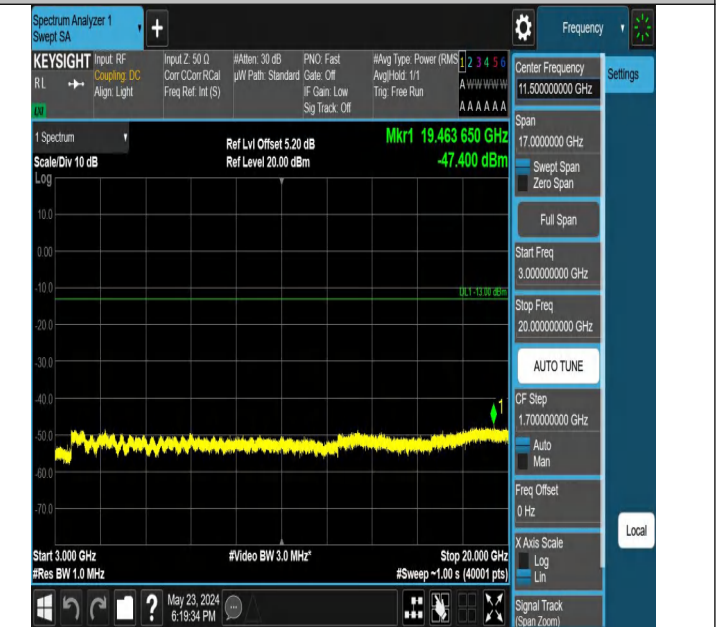 Spectrum Analyzer 1
Swept SA
+
Frequency
KEYSIGHT
RL
LXI
Input: RF
Coupling: DC
Align: Light
Input Z: 50 Ω
Corr CCorr RCal
Freq Ref: Int (S)
#Atten: 30 dB
µW Path: Standard
PNO: Fast
Gate: Off
IF Gain: Low
Sig Track: Off
#Avg Type: Power (RMS
Avg|Hold: 1/1
Trig: Free Run
1 2 3 4 5 6
A W W W W W
A A A A A A
1 Spectrum
Scale/Div 10 dB
Log
Ref Lvl Offset 5.20 dB
Ref Level 20.00 dBm
Mkr1 19.463 650 GHz
-47.400 dBm
10.0
0.00
-10.0
DL1 -13.00 dBm
-20.0
-30.0
-40.0
1
-50.0
-60.0
-70.0
Start 3.000 GHz
#Res BW 1.0 MHz
#Video BW 3.0 MHz*
Stop 20.000 GHz
#Sweep ~1.00 s (40001 pts)
May 23, 2024
6:19:34 PM
?
Center Frequency
11.500000000 GHz
Settings
Span
17.0000000 GHz
Swept Span
Zero Span
Full Span
Start Freq
3.000000000 GHz
Stop Freq
20.000000000 GHz
AUTO TUNE
CF Step
1.700000000 GHz
Auto
Man
Freq Offset
0 Hz
X Axis Scale
Log
Lin
Local
Signal Track
(Span Zoom)